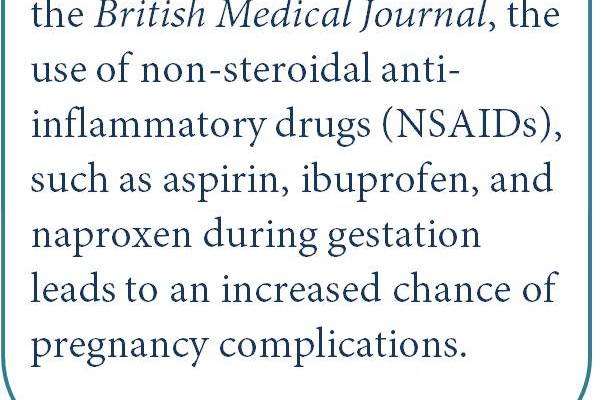 the British Medical Journal, the
use of non-steroidal anti-
inflammatory drugs (NSAIDs),
such as aspirin, ibuprofen, and
naproxen during gestation
leads to an increased chance of
pregnancy complications.